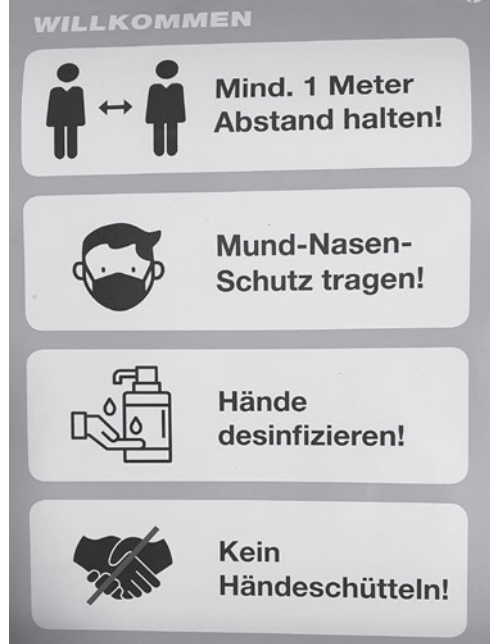 WILLKOMMEN
Mind. 1 Meter
Abstand halten!
Mund-Nasen-
Schutz tragen!
Hände
desinfizieren!
Kein
Händeschütteln!